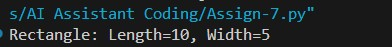 s/AI Assistant Coding/Assign-7.py"
Rectangle: Length=10, Width=5